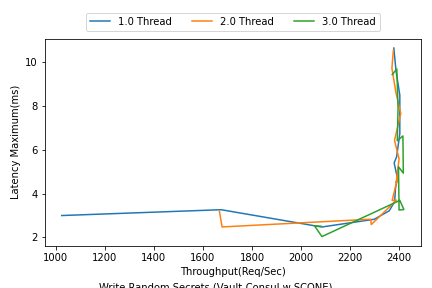 1.0 Thread 2.0 Thread 3.0 Thread
10
8
6
4
2
Latency Maximum(ms)
1000 1200 1400 1600 1800 2000 2200 2400
Throughput(Req/Sec)
Write Random Secrets (Vault-Consul w SCONE)